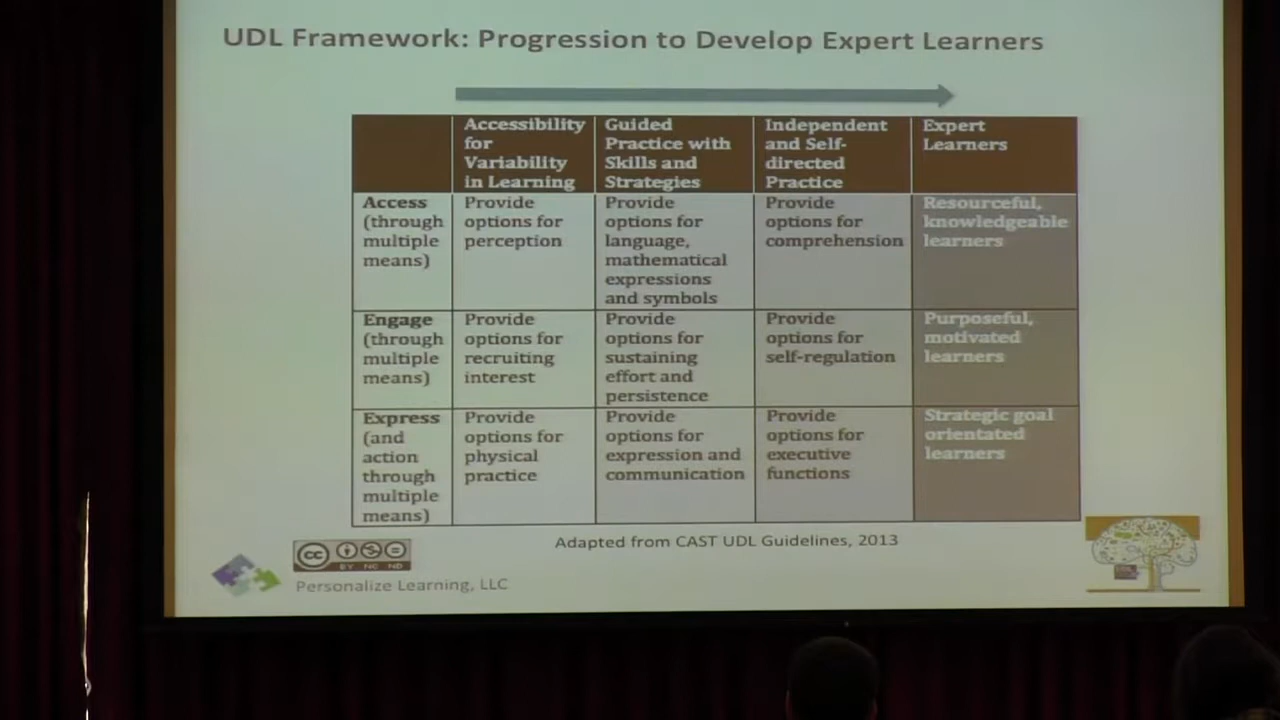 UDL Framework: Progression to Develop Expert Learners
Accessibility
for
Variability
in Learning
Guided
Practice with
Skills and
Strategies
Independent
and Self-
directed
Practice
Expert
Learners
Access
(through
multiple
means)
Provide
options for
perception
Provide
options for
language,
mathematical
expressions
and symbols
Provide
options for
comprehension
Resourceful,
knowledgeable
learners
Engage
(through
multiple
means)
Provide
options for
recruiting
interest
Provide
options for
sustaining
effort and
persistence
Provide
options for
self-regulation
Purposeful,
motivated
learners
Express
(and
action
through
multiple
means)
Provide
options for
physical
practice
Provide
options for
expression and
communication
Provide
options for
executive
functions
Strategic goal
orientated
learners
Adapted from CAST UDL Guidelines, 2013
cc
BY NC ND
Personalize Learning, LLC
UDL